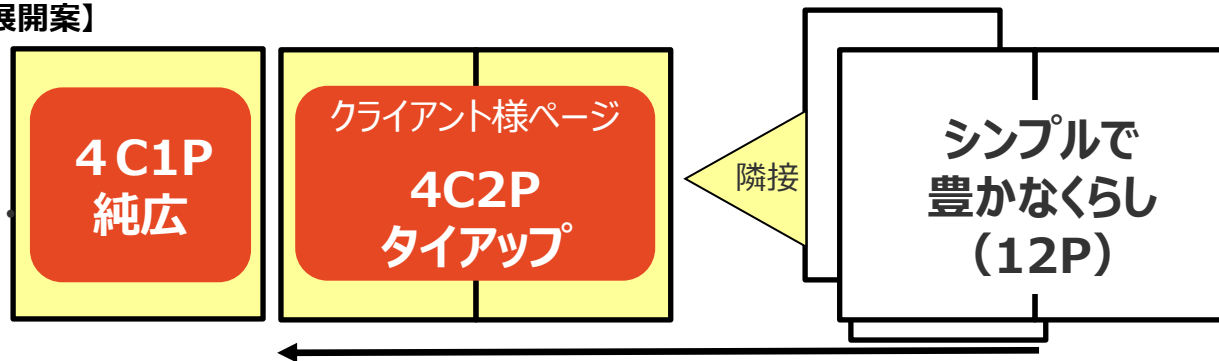 展開案】
４C1P
純広
クライアント様ページ
4C2P
タイアップ
隣接
シンプルで
豊かなくらし
（12P）